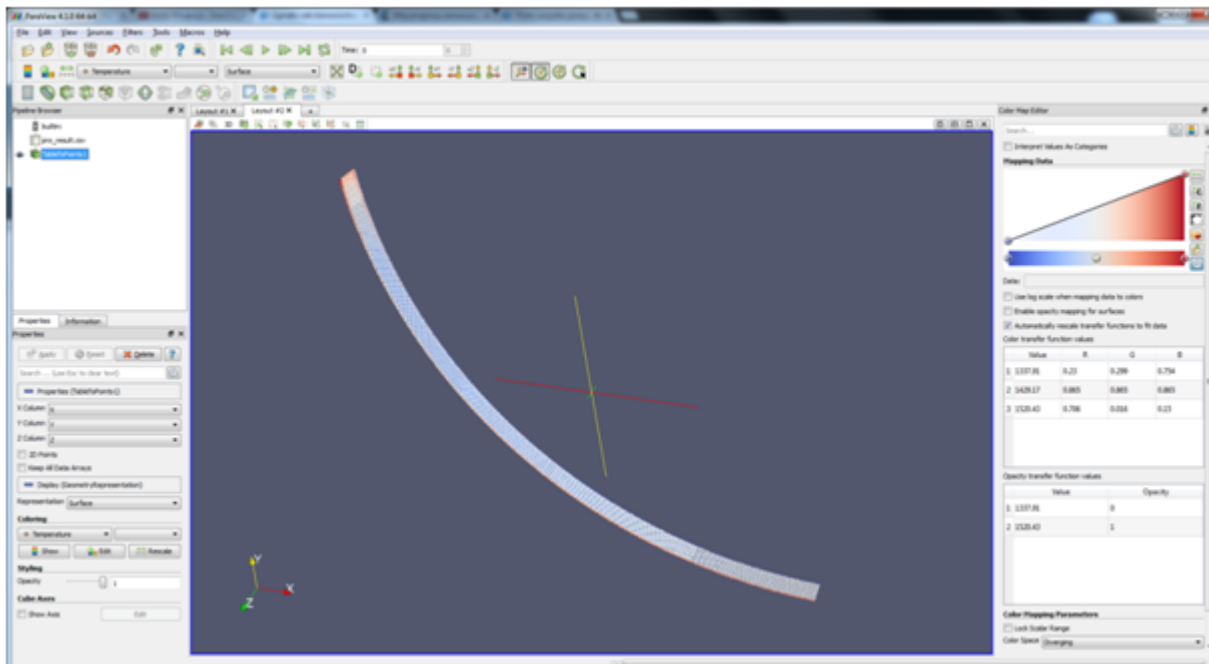 ParaView 4.1.0 64-bit
File Edit View Sources Filters Tools Macros Help
Time: 0
Temperature
Surface
Pipeline Browser
Layout #1 X Layout #2 X +
Color Map Editor
builtin:
prx_result.csv
TableToPoints1
3D
Search...
Interpret Values As Categories
Mapping Data
Data:
Use log scale when mapping data to colors
Enable opacity mapping for surfaces
Automatically rescale transfer functions to fit data
Color transfer function values
Value R G B
1 1337.91 0.23 0.299 0.754
2 1429.17 0.865 0.865 0.865
3 1520.43 0.706 0.016 0.15
Opacity transfer function values
Value Opacity
1 1337.91 0
2 1520.43 1
Color Mapping Parameters
Lock Scalar Range
Color Space Diverging
Properties Information
Properties
Apply Reset Delete ?
Search ... (use Esc to clear text)
Properties (TableToPoints1)
X Column
Y Column
Z Column
2D Points
Keep All Data Arrays
Display (GeometryRepresentation)
Representation Surface
Coloring
Temperature
Show Edit Rescale
Styling
Opacity 1
Cube Axes
Show Axis Edit
Y
X
Z